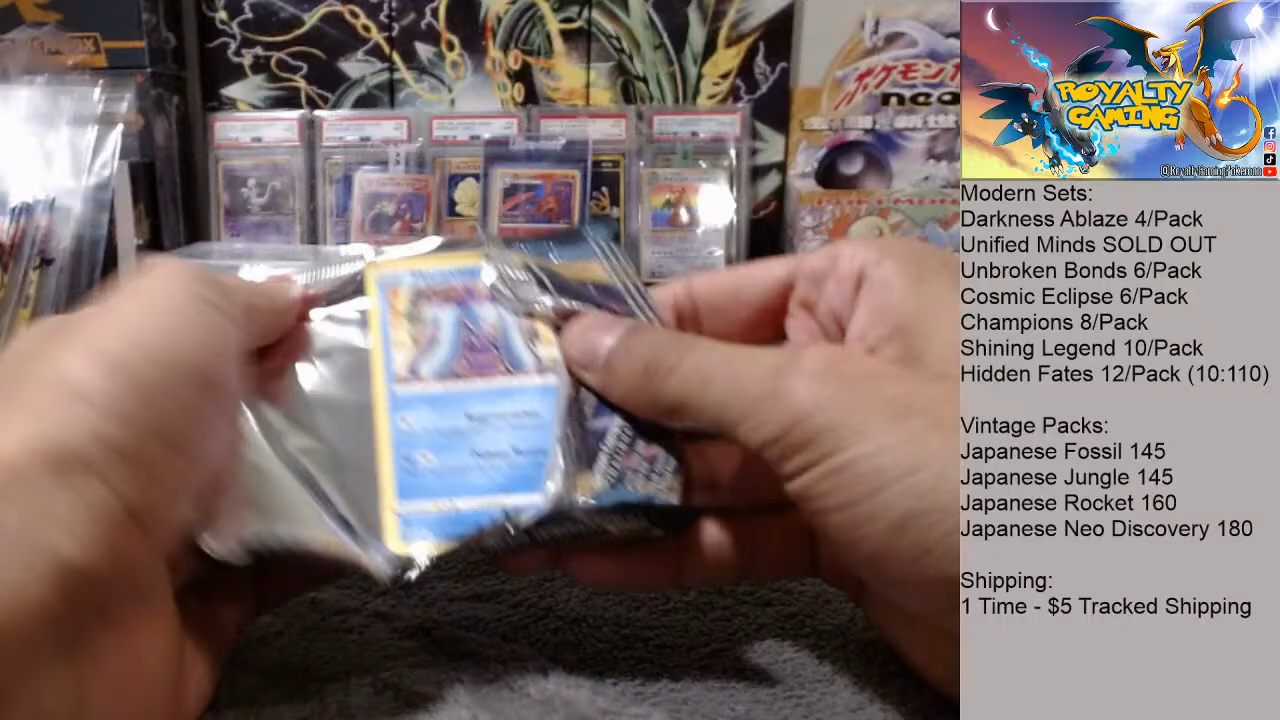 ポケモンカ
neo
ROYALTY
GAMING
@RoyaltyGamingPokemon
Modern Sets:
Darkness Ablaze 4/Pack
Unified Minds SOLD OUT
Unbroken Bonds 6/Pack
Cosmic Eclipse 6/Pack
Champions 8/Pack
Shining Legend 10/Pack
Hidden Fates 12/Pack (10:110)
Vintage Packs:
Japanese Fossil 145
Japanese Jungle 145
Japanese Rocket 160
Japanese Neo Discovery 180
Shipping:
1 Time - $5 Tracked Shipping